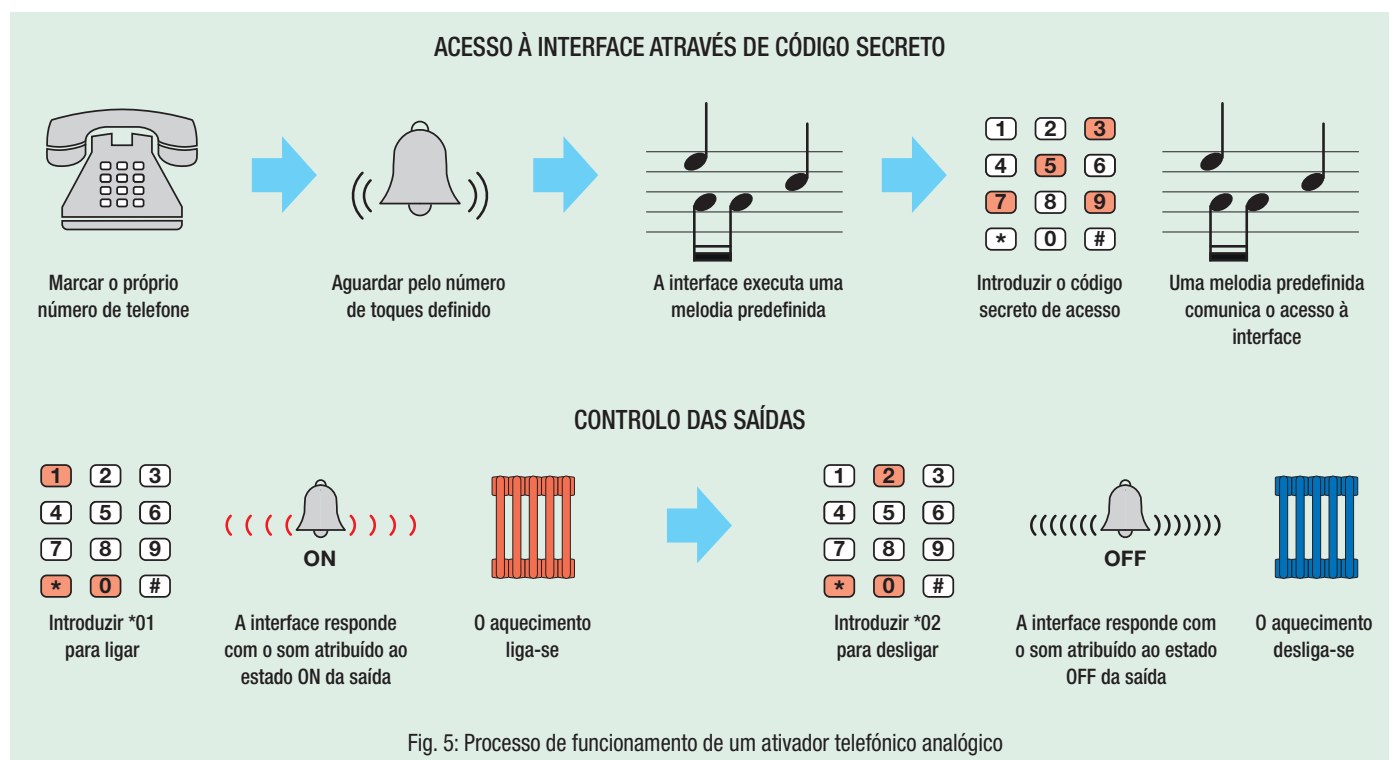 ACESSO À INTERFACE ATRAVÉS DE CÓDIGO SECRETO
Marcar o próprio
número de telefone
Aguardar pelo número
de toques definido
A interface executa uma
melodia predefinida
1 2 3
4 5 6
7 8 9
* 0 #
Introduzir o código
secreto de acesso
Uma melodia predefinida
comunica o acesso à
interface
CONTROLO DAS SAÍDAS
1 2 3
4 5 6
7 8 9
* 0 #
Introduzir *01
para ligar
ON
A interface responde
com o som atribuído ao
estado ON da saída
O aquecimento
liga-se
1 2 3
4 5 6
7 8 9
* 0 #
Introduzir *02
para desligar
OFF
A interface responde com
o som atribuído ao estado
OFF da saída
O aquecimento
desliga-se
Fig. 5: Processo de funcionamento de um ativador telefónico analógico